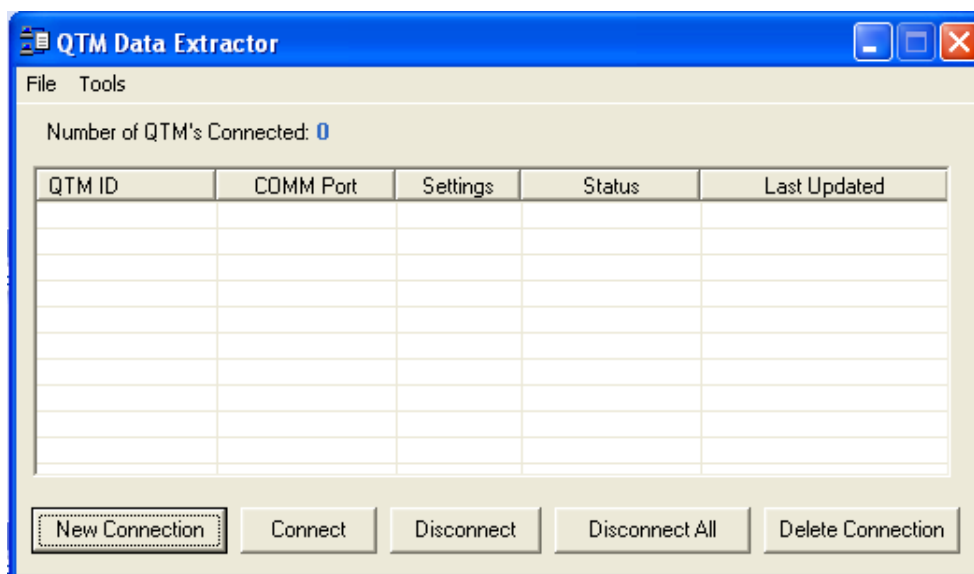 QTM Data Extractor
File Tools
Number of QTM's Connected: 0
QTM ID COMM Port Settings Status Last Updated
New Connection Connect Disconnect Disconnect All Delete Connection